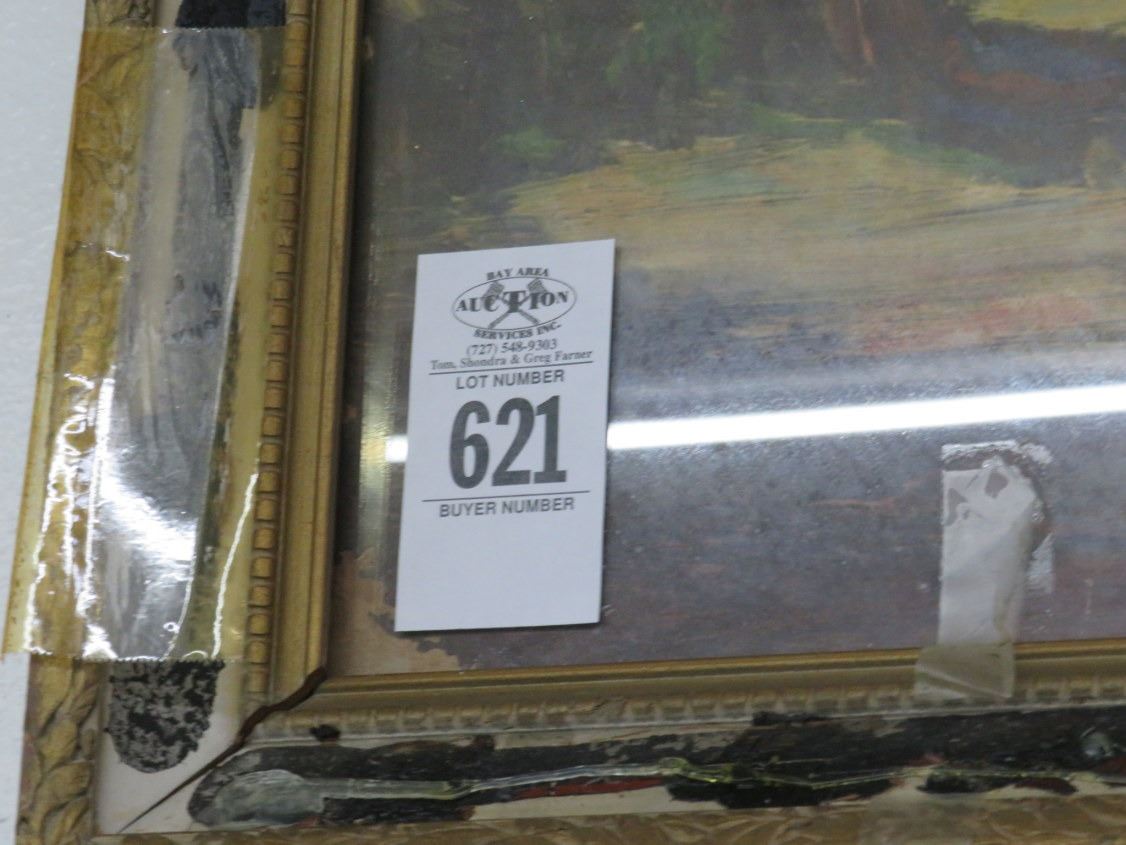 BAY AREA
AUCTION
SERVICES INC.
(727) 548-9303
Tom, Shondra & Greg Farner
LOT NUMBER
621
BUYER NUMBER